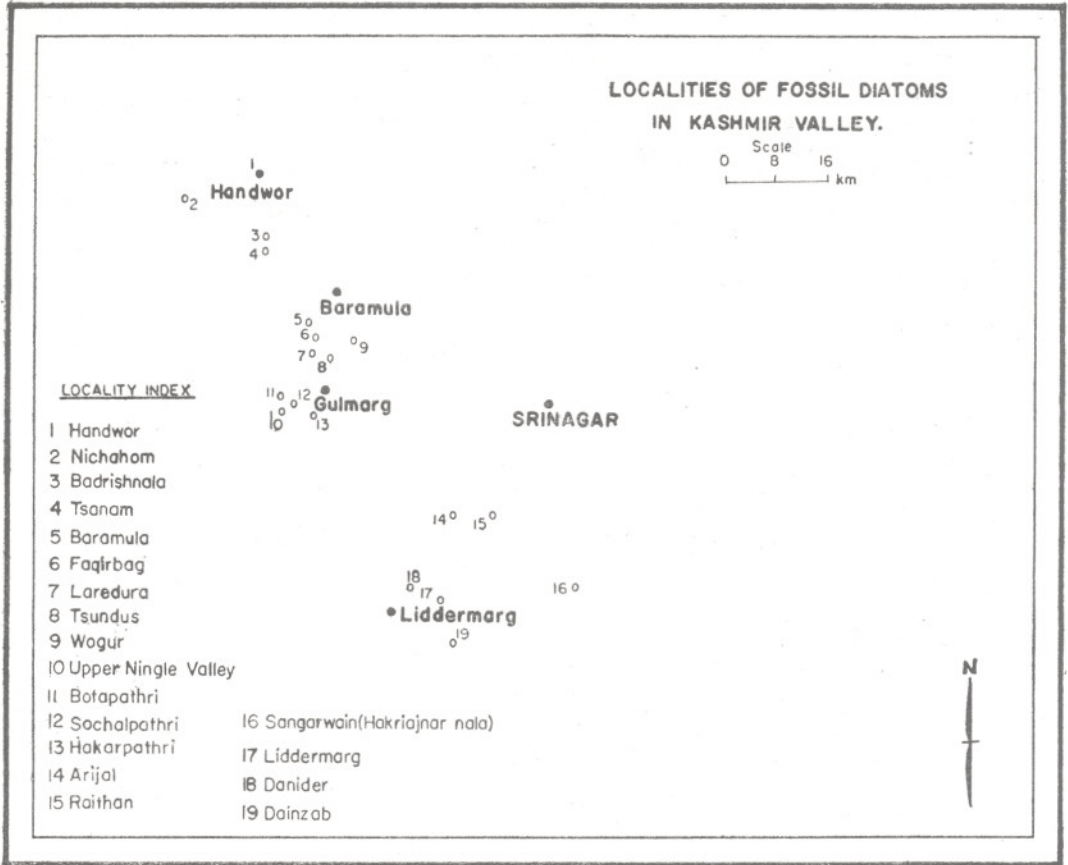 LOCALITIES OF FOSSIL DIATOMS
IN KASHMIR VALLEY.
Scale
0 8 16
km
1
Handwor
2
3
4
Baramula
5
6
9
7
8
11 12
Gulmarg
10
13
SRINAGAR
14 15
18
17
16
Liddermarg
19
N
LOCALITY INDEX
1 Handwor
2 Nichahom
3 Badrishnala
4 Tsanam
5 Baramula
6 Faqirbag
7 Laredura
8 Tsundus
9 Wogur
10 Upper Ningle Valley
11 Botapathri
12 Sochalpathri
13 Hakarpathri
14 Arijal
15 Raithan
16 Sangarwain(Hakriajnar nala)
17 Liddermarg
18 Danider
19 Dainzab